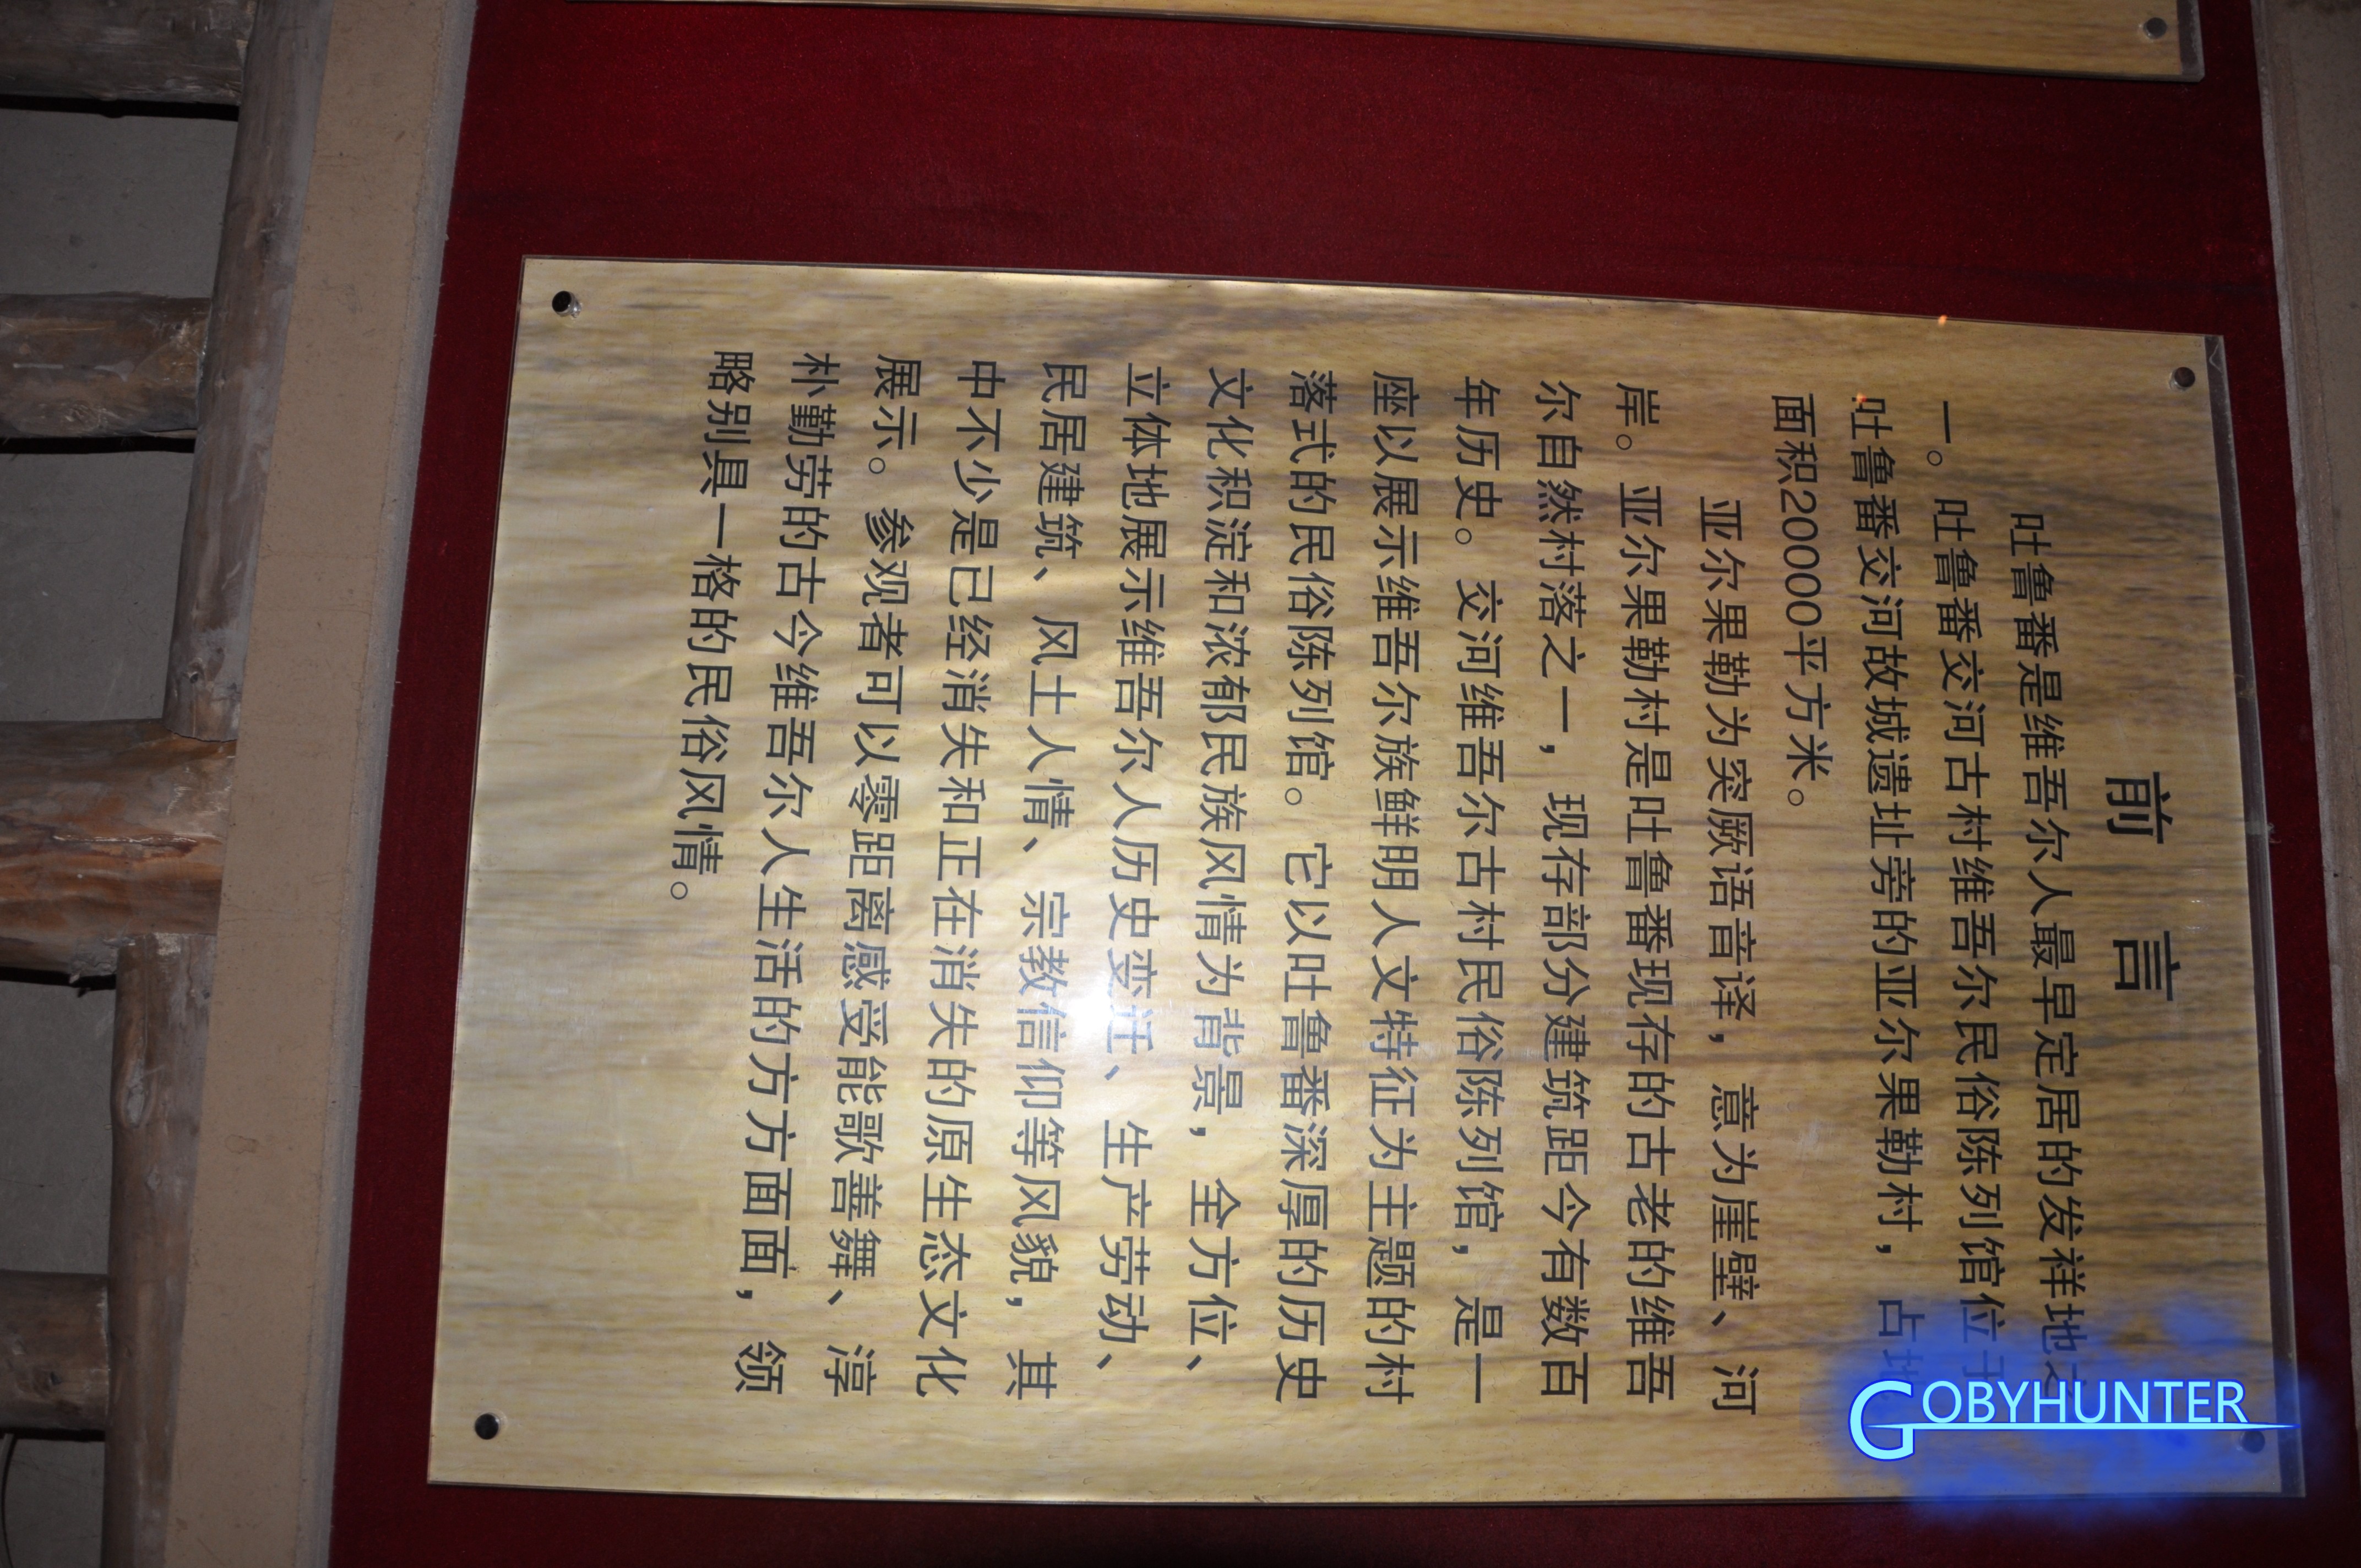 前言
吐鲁番是维吾尔人最早定居的发祥地之
一。吐鲁番交河古村维吾尔民俗陈列馆位于
吐鲁番交河故城遗址旁的亚尔果勒村，占地
面积20000平方米。
亚尔果勒为突厥语音译，意为崖壁、河
岸。亚尔果勒村是吐鲁番现存的古老的维吾
尔自然村落之一，现存部分建筑距今有数百
年历史。交河维吾尔古村民俗陈列馆，是一
座以展示维吾尔族鲜明人文特征为主题的村
落式的民俗陈列馆。它以吐鲁番深厚的历史
文化积淀和浓郁民族风情为背景，全方位、
立体地展示维吾尔人历史变迁、生产劳动、
民居建筑、风土人情、宗教信仰等风貌，其
中不少是已经消失和正在消失的原生态文化
展示。参观者可以零距离感受能歌善舞、淳
朴勤劳的古今维吾尔人生活的方方面面，领
略别具一格的民俗风情。
GOBYHUNTER